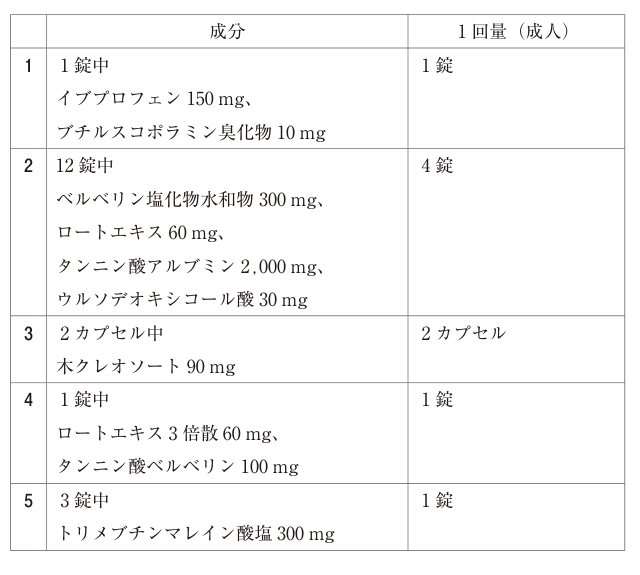 成分 1回量（成人）
1 1錠中 1錠
イブプロフェン 150 mg、
ブチルスコポラミン臭化物 10 mg
2 12錠中 4錠
ベルベリン塩化物水和物 300 mg、
ロートエキス 60 mg、
タンニン酸アルブミン 2,000 mg、
ウルソデオキシコール酸 30 mg
3 2カプセル中 2カプセル
木クレオソート 90 mg
4 1錠中 1錠
ロートエキス3倍散 60 mg、
タンニン酸ベルベリン 100 mg
5 3錠中 1錠
トリメブチンマレイン酸塩 300 mg